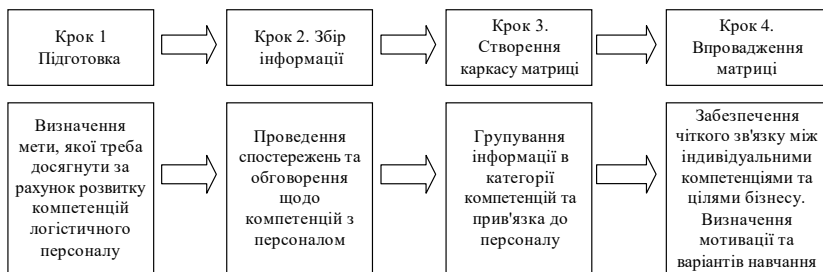 Крок 1
Підготовка
Крок 2. Збір
інформації
Крок 3.
Створення
каркасу матриці
Крок 4.
Впровадження
матриці
Визначення
мети, якої треба
досягнути за
рахунок розвитку
компетенцій
логістичного
персоналу
Проведення
спостережень та
обговорення
щодо
компетенцій з
персоналом
Групування
інформації в
категорії
компетенцій та
прив'язка до
персоналу
Забезпечення
чіткого зв'язку між
індивідуальними
компетенціями та
цілями бізнесу.
Визначення
мотивації та
варіантів навчання